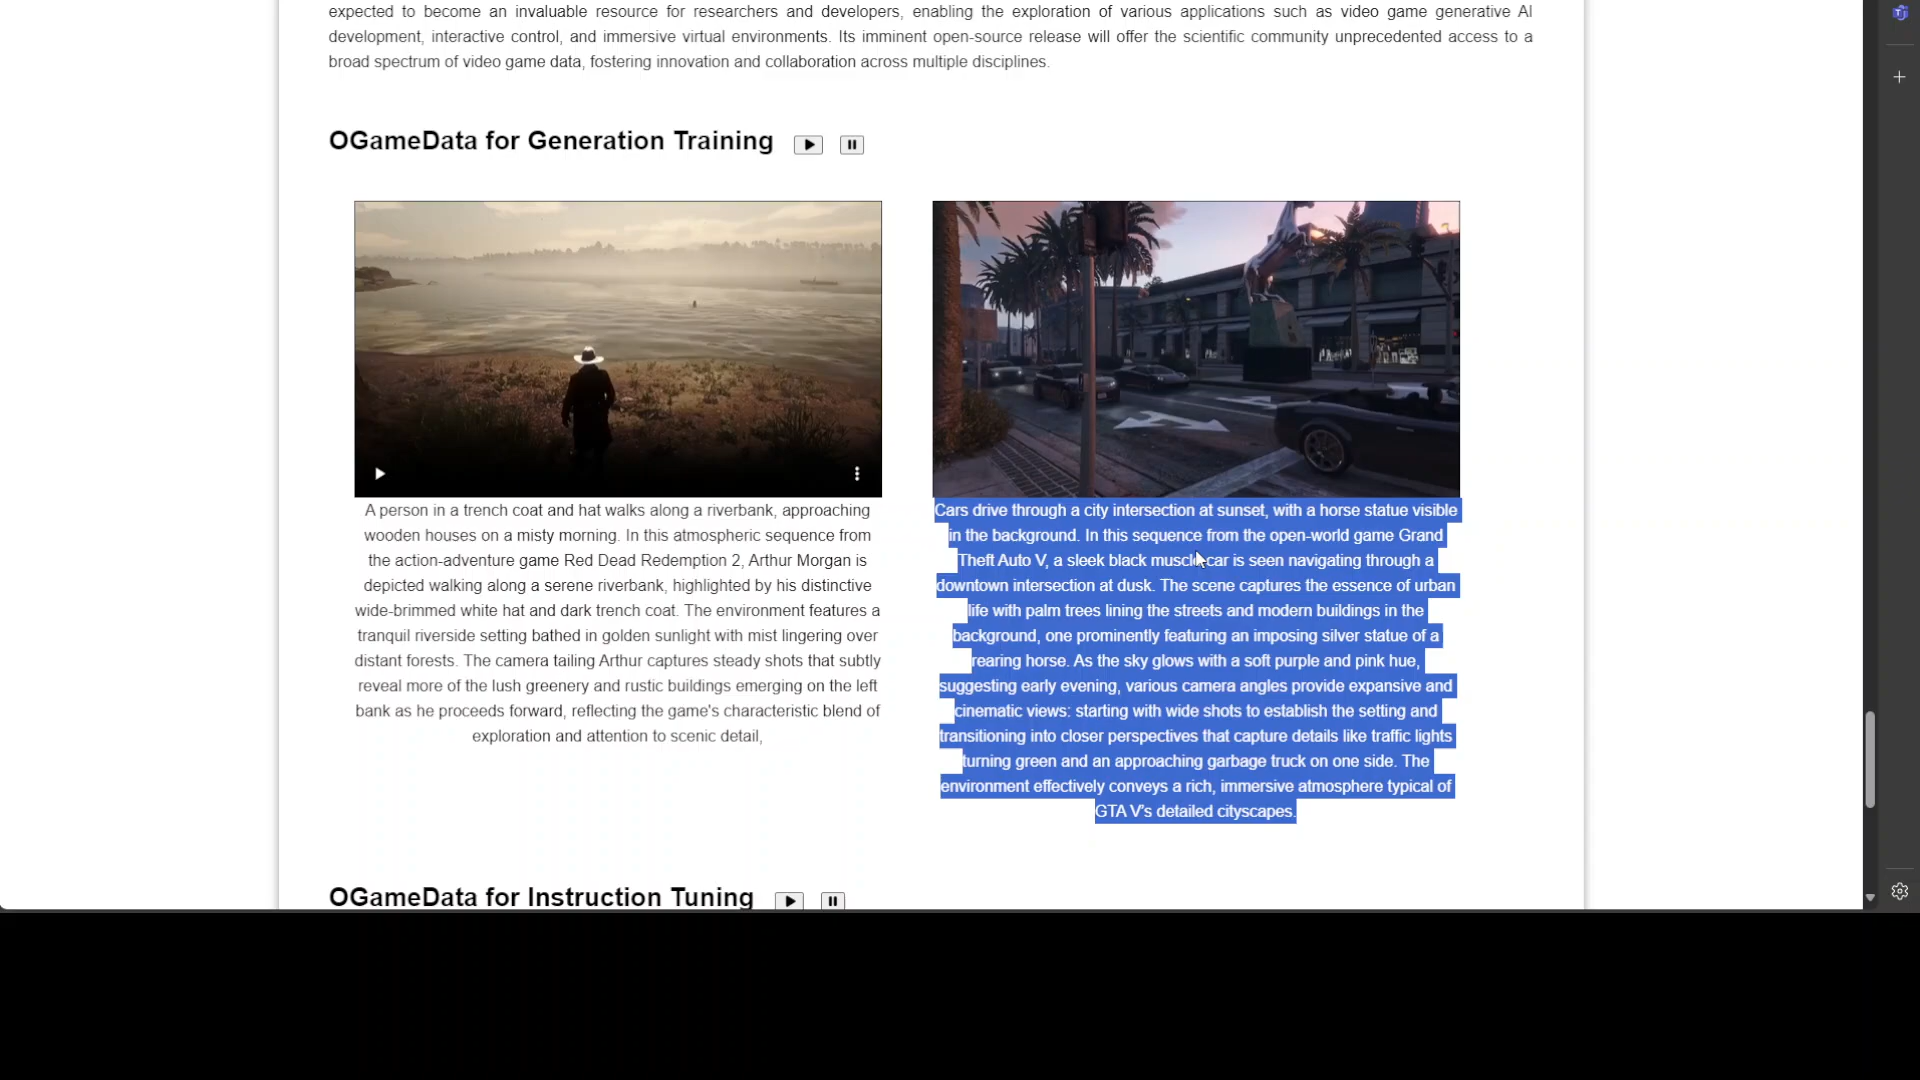 expected to become an invaluable resource for researchers and developers, enabling the exploration of various applications such as video game generative AI
development, interactive control, and immersive virtual environments. Its imminent open-source release will offer the scientific community unprecedented access to a
broad spectrum of video game data, fostering innovation and collaboration across multiple disciplines.
OGameData for Generation Training
A person in a trench coat and hat walks along a riverbank, approaching
wooden houses on a misty morning. In this atmospheric sequence from
the action-adventure game Red Dead Redemption 2, Arthur Morgan is
depicted walking along a serene riverbank, highlighted by his distinctive
wide-brimmed white hat and dark trench coat. The environment features a
tranquil riverside setting bathed in golden sunlight with mist lingering over
distant forests. The camera tailing Arthur captures steady shots that subtly
reveal more of the lush greenery and rustic buildings emerging on the left
bank as he proceeds forward, reflecting the game's characteristic blend of
exploration and attention to scenic detail,
Cars drive through a city intersection at sunset, with a horse statue visible
in the background. In this sequence from the open-world game Grand
Theft Auto V, a sleek black muscle car is seen navigating through a
downtown intersection at dusk. The scene captures the essence of urban
life with palm trees lining the streets and modern buildings in the
background, one prominently featuring an imposing silver statue of a
rearing horse. As the sky glows with a soft purple and pink hue,
suggesting early evening, various camera angles provide expansive and
cinematic views: starting with wide shots to establish the setting and
transitioning into closer perspectives that capture details like traffic lights
turning green and an approaching garbage truck on one side. The
environment effectively conveys a rich, immersive atmosphere typical of
GTA V's detailed cityscapes.
OGameData for Instruction Tuning